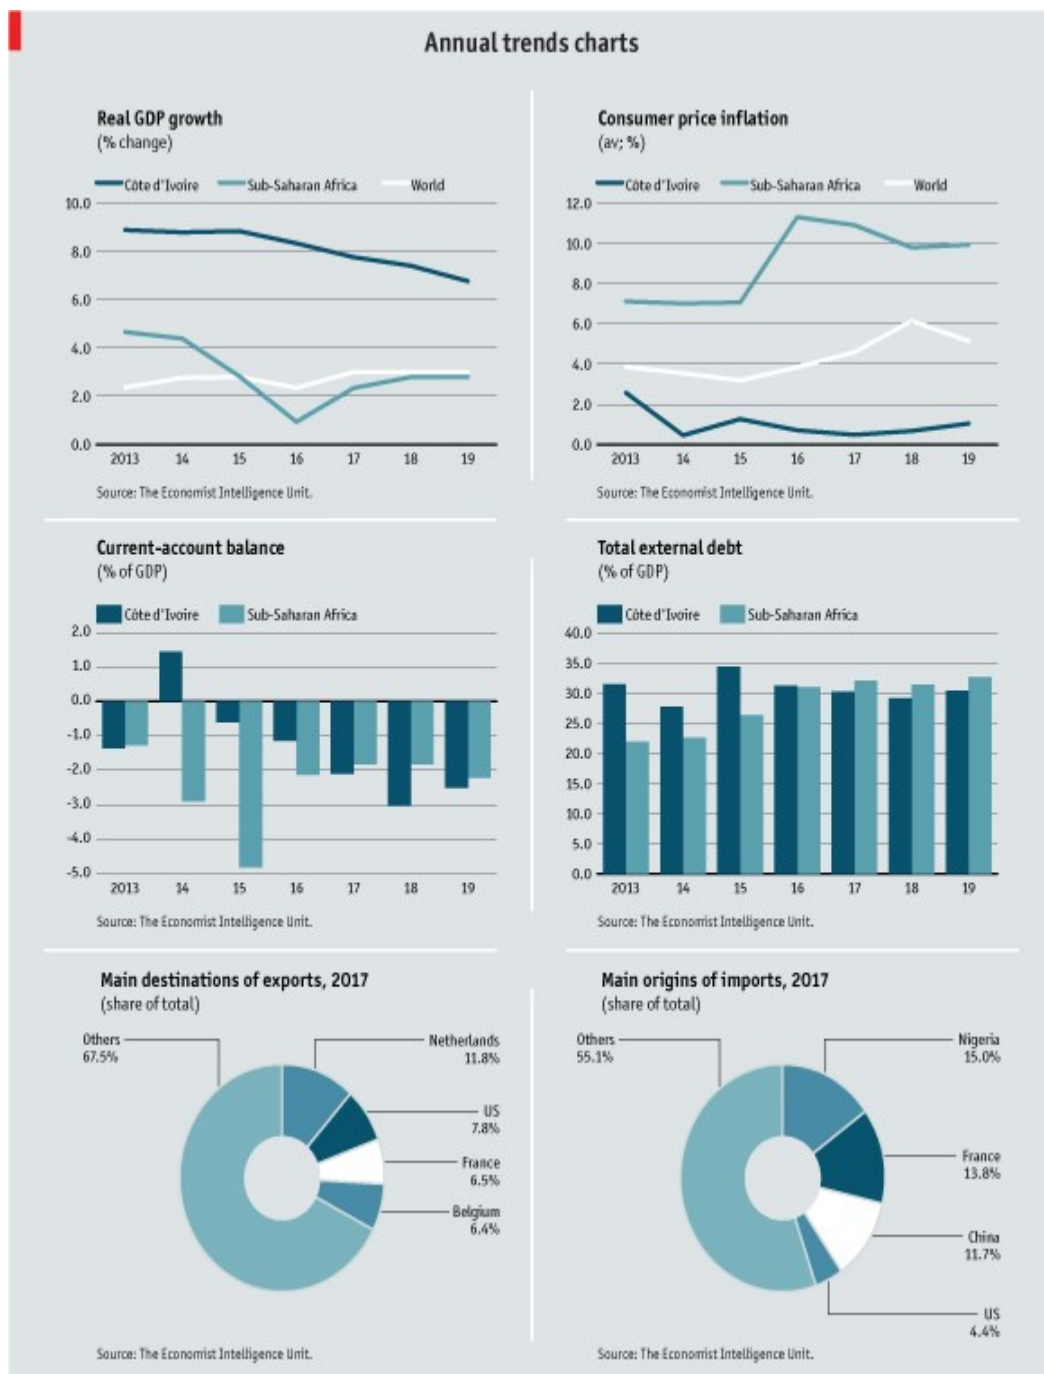 Annual trends charts
Real GDP growth
(% change)
Côte d'Ivoire Sub-Saharan Africa World
10.0
8.0
6.0
4.0
2.0
0.0
2013 14 15 16 17 18 19
Source: The Economist Intelligence Unit.
Consumer price inflation
(av; %)
Côte d'Ivoire Sub-Saharan Africa World
12.0
10.0
8.0
6.0
4.0
2.0
0.0
2013 14 15 16 17 18 19
Source: The Economist Intelligence Unit.
Current-account balance
(% of GDP)
Côte d'Ivoire Sub-Saharan Africa
2.0
1.0
0.0
-1.0
-2.0
-3.0
-4.0
-5.0
2013 14 15 16 17 18 19
Source: The Economist Intelligence Unit.
Total external debt
(% of GDP)
Côte d'Ivoire Sub-Saharan Africa
40.0
35.0
30.0
25.0
20.0
15.0
10.0
5.0
0.0
2013 14 15 16 17 18 19
Source: The Economist Intelligence Unit.
Main destinations of exports, 2017
(share of total)
Others
67.5%
Netherlands
11.8%
US
7.8%
France
6.5%
Belgium
6.4%
Source: The Economist Intelligence Unit.
Main origins of imports, 2017
(share of total)
Others
55.1%
Nigeria
15.0%
France
13.8%
China
11.7%
US
4.4%
Source: The Economist Intelligence Unit.